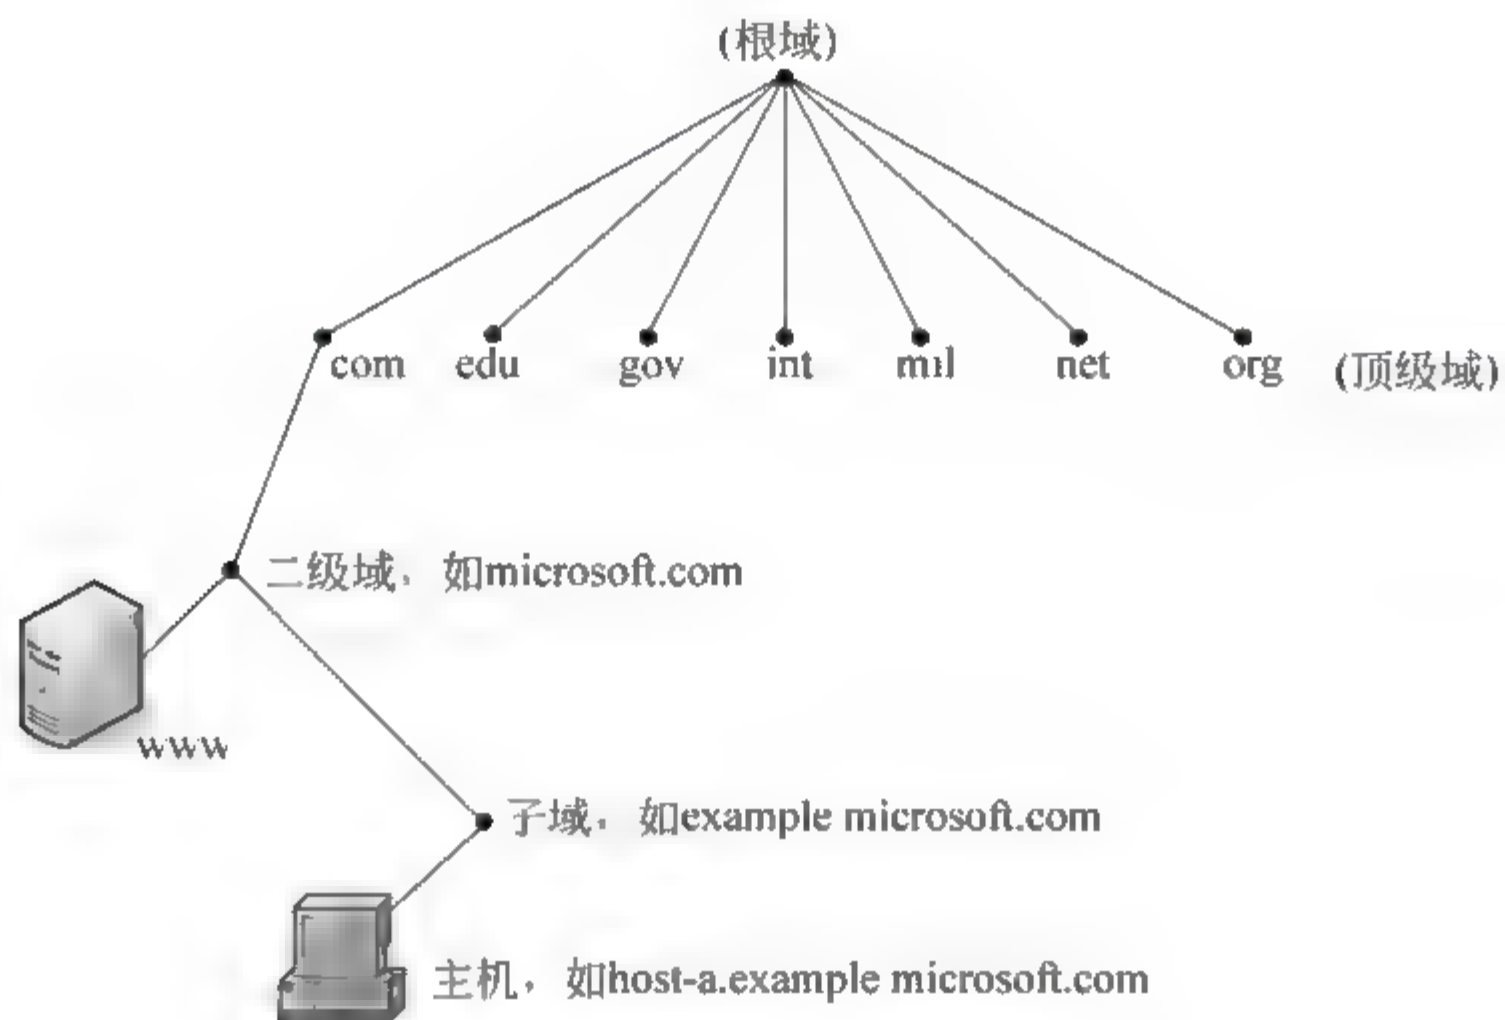 (根域)
com edu gov int mil net org (顶级域)
二级域，如microsoft.com
www
子域，如example microsoft.com
主机，如host-a.example microsoft.com